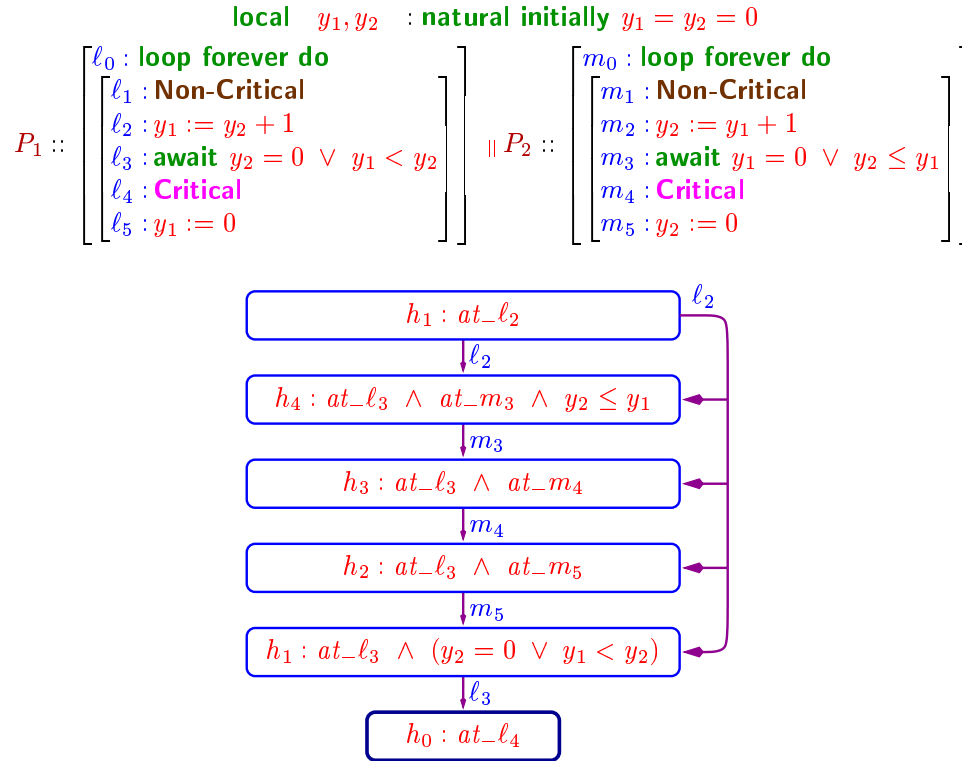 local y₁, y₂ : natural initially y₁ = y₂ = 0
P₁ :: ℓ₀ : loop forever do
ℓ₁ : Non-Critical
ℓ₂ : y₁ := y₂ + 1
ℓ₃ : await y₂ = 0 ∨ y₁ < y₂
ℓ₄ : Critical
ℓ₅ : y₁ := 0
|| P₂ :: m₀ : loop forever do
m₁ : Non-Critical
m₂ : y₂ := y₁ + 1
m₃ : await y₁ = 0 ∨ y₂ ≤ y₁
m₄ : Critical
m₅ : y₂ := 0
h₁ : at_ℓ₂
ℓ₂
ℓ₂
h₄ : at_ℓ₃ ∧ at_m₃ ∧ y₂ ≤ y₁
m₃
h₃ : at_ℓ₃ ∧ at_m₄
m₄
h₂ : at_ℓ₃ ∧ at_m₅
m₅
h₁ : at_ℓ₃ ∧ (y₂ = 0 ∨ y₁ < y₂)
ℓ₃
h₀ : at_ℓ₄